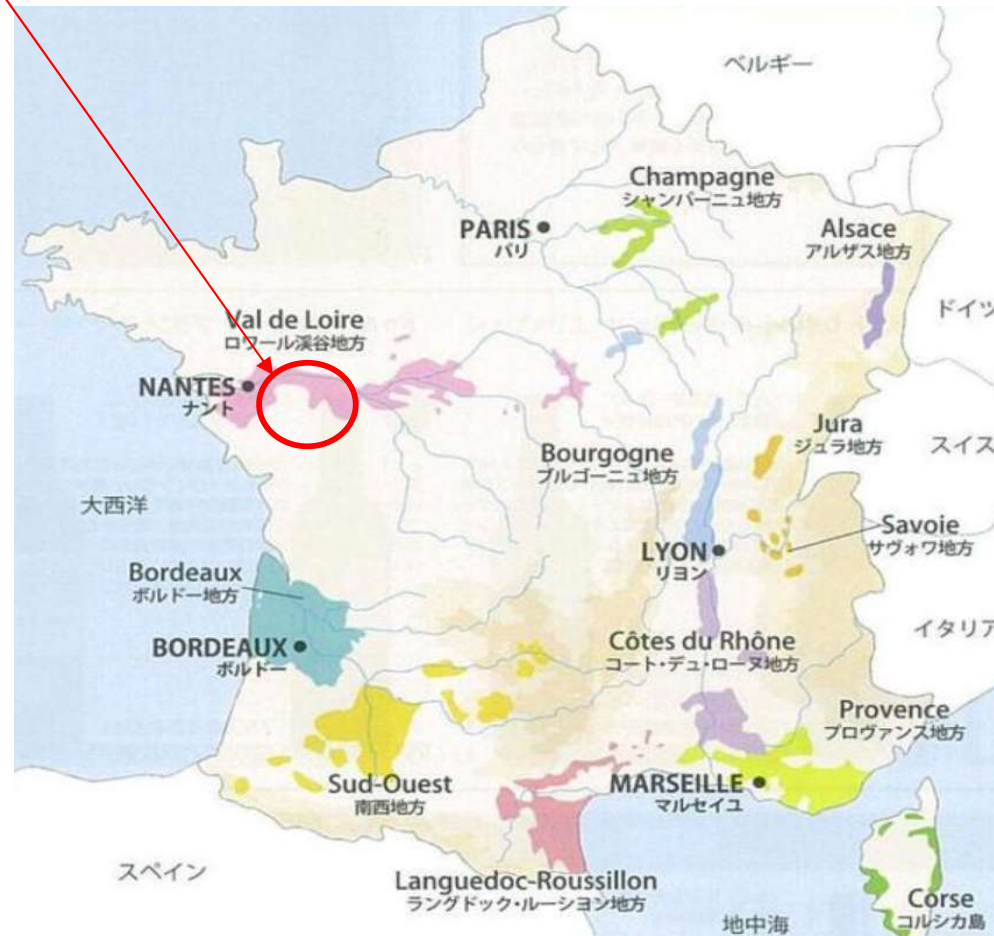 ベルギー
Champagne
シャンパーニュ地方
PARIS
パリ
Alsace
アルザス地方
ドイツ
Val de Loire
ロワール渓谷地方
NANTES
ナント
Jura
ジュラ地方
スイス
Bourgogne
ブルゴーニュ地方
大西洋
Savoie
サヴォワ地方
LYON
リヨン
Bordeaux
ボルドー地方
イタリア
Côtes du Rhône
コート・デュ・ローヌ地方
BORDEAUX
ボルドー
Provence
プロヴァンス地方
Sud-Ouest
南西地方
MARSEILLE
マルセイユ
スペイン
Languedoc-Roussillon
ラングドック・ルーション地方
Corse
コルシカ島
地中海